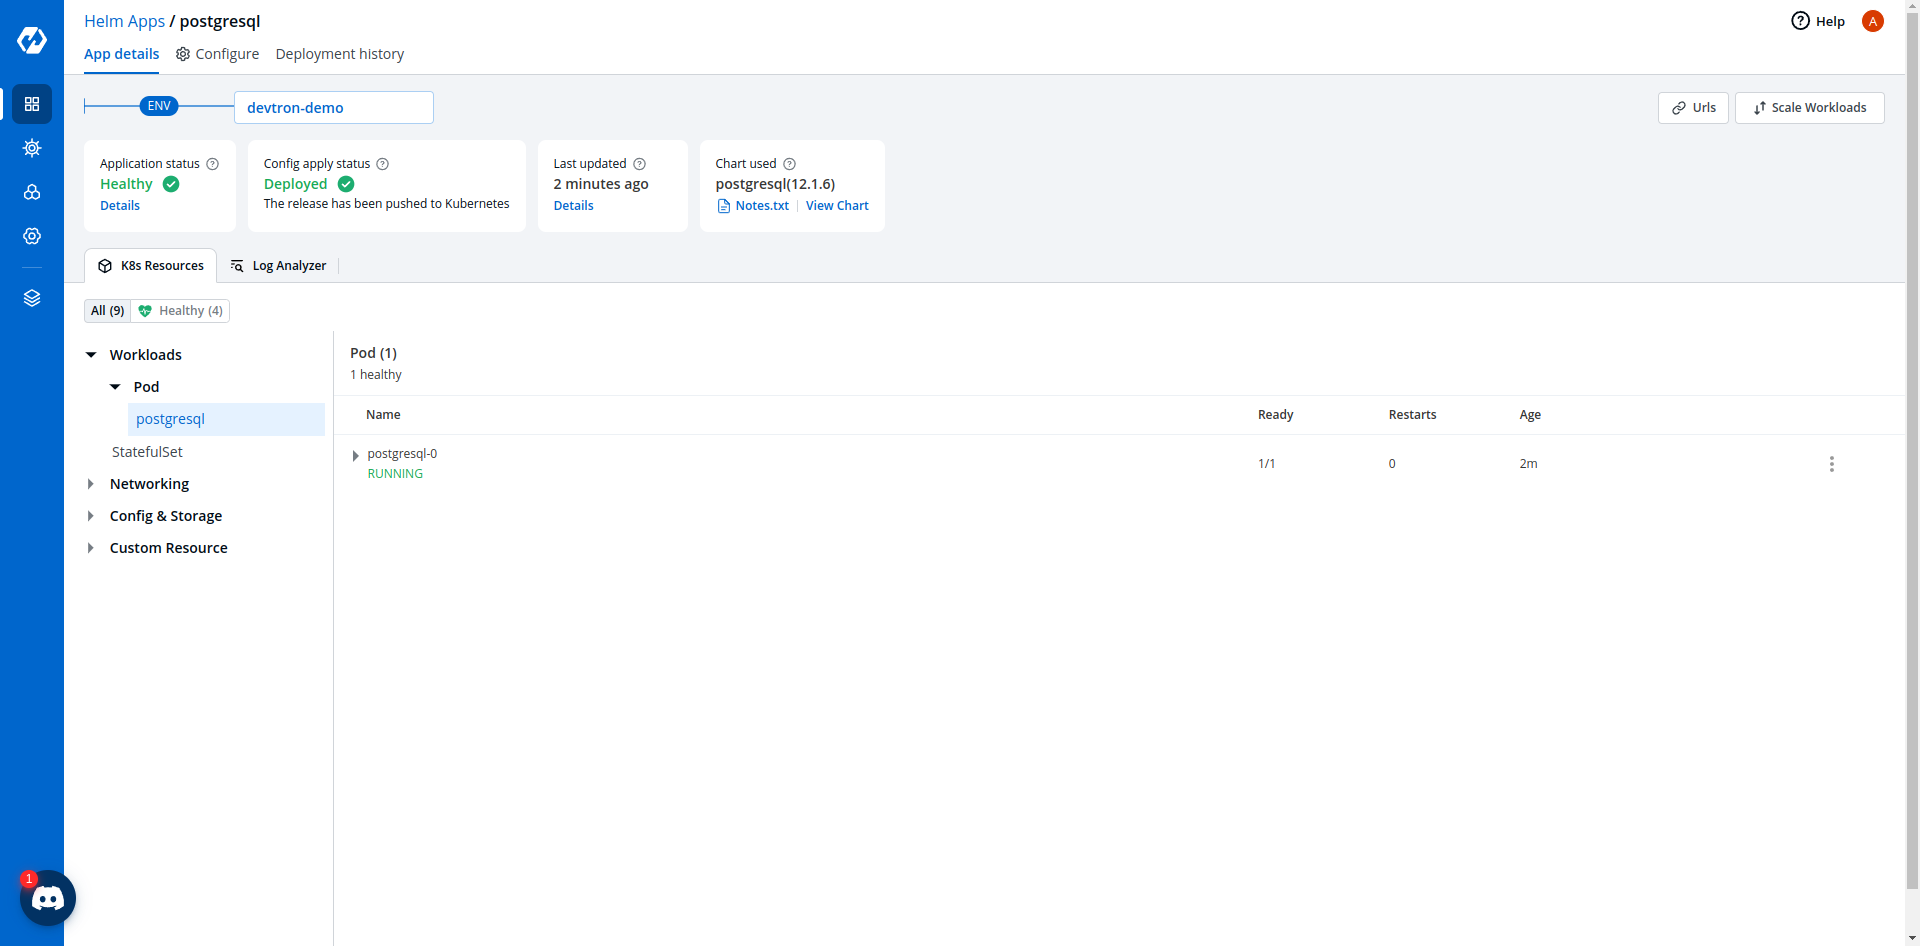 Helm Apps / postgresql
Help
A
App details
Configure
Deployment history
ENV
devtron-demo
Urls
Scale Workloads
Application status
Healthy
Details
Config apply status
Deployed
The release has been pushed to Kubernetes
Last updated
2 minutes ago
Details
Chart used
postgresql(12.1.6)
Notes.txt
View Chart
K8s Resources
Log Analyzer
All (9)
Healthy (4)
Workloads
Pod
postgresql
StatefulSet
Networking
Config & Storage
Custom Resource
Pod (1)
1 healthy
Name Ready Restarts Age
postgresql-0 1/1 0 2m
RUNNING
1